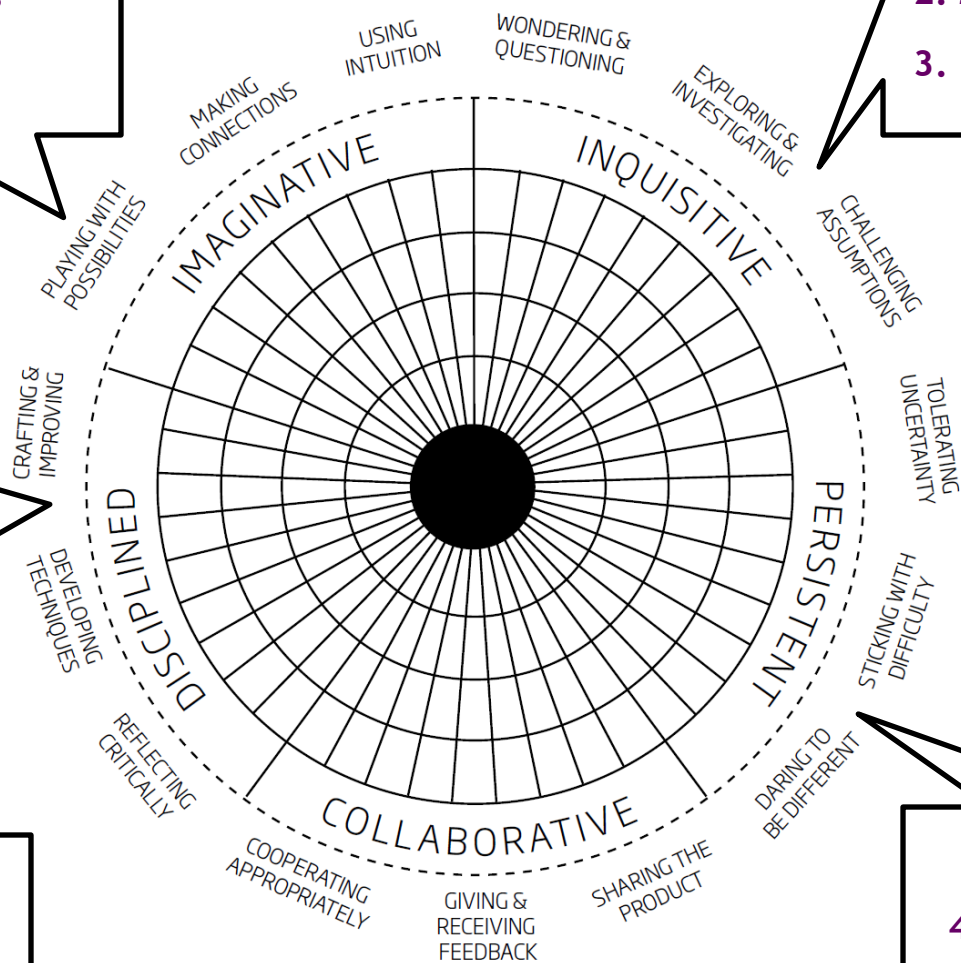 2.
3.
USING
INTUITION
WONDERING &
QUESTIONING
MAKING
CONNECTIONS
EXPLORING &
INVESTIGATING
IMAGINATIVE
INQUISITIVE
PLAYING WITH
POSSIBILITIES
CHALLENGING
ASSUMPTIONS
CRAFTING &
IMPROVING
TOLERATING
UNCERTAINTY
DISCIPLINED
PERSISTENT
DEVELOPING
TECHNIQUES
STICKING WITH
DIFFICULTY
REFLECTING
CRITICALLY
DARING TO
BE DIFFERENT
COLLABORATIVE
COOPERATING
APPROPRIATELY
GIVING &
RECEIVING
FEEDBACK
SHARING THE
PRODUCT